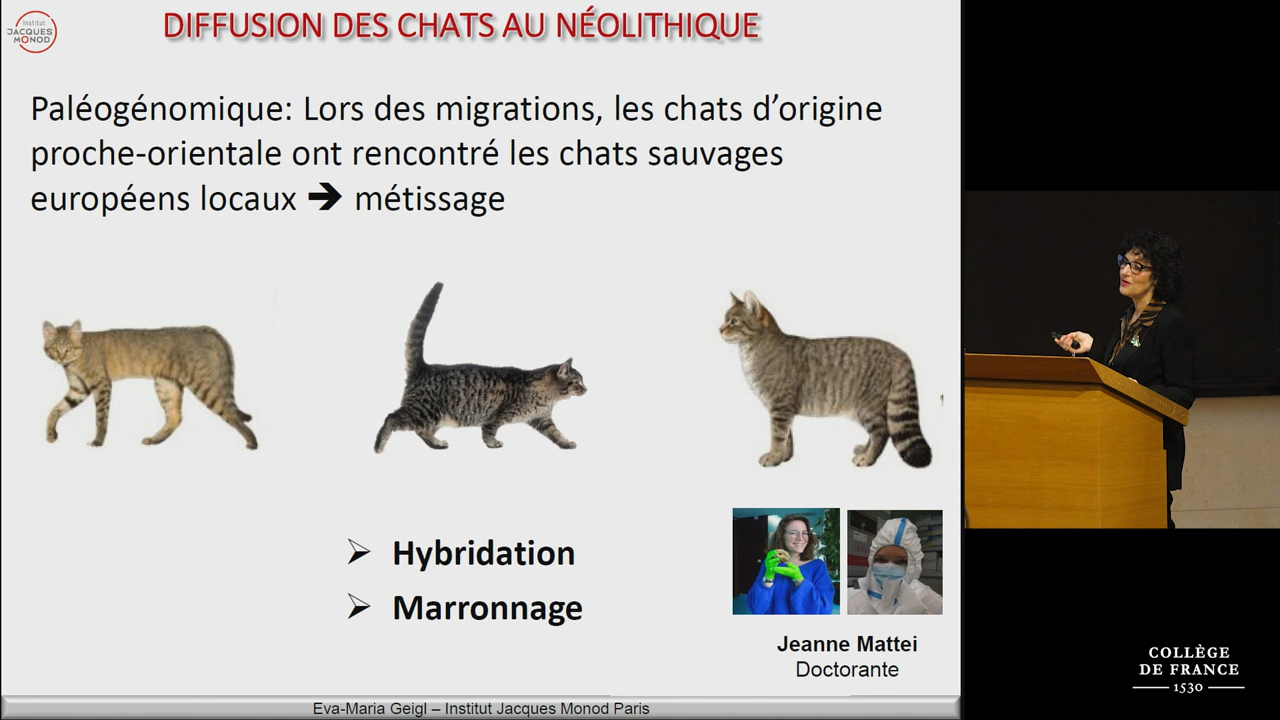 Institut
JACQUES
MONOD
DIFFUSION DES CHATS AU NÉOLITHIQUE
Paléogénomique: Lors des migrations, les chats d’origine
proche-orientale ont rencontré les chats sauvages
européens locaux ➔ métissage
➢ Hybridation
➢ Marronnage
Jeanne Mattei
Doctorante
Eva-Maria Geigl – Institut Jacques Monod Paris
COLLÈGE
DE FRANCE
1530